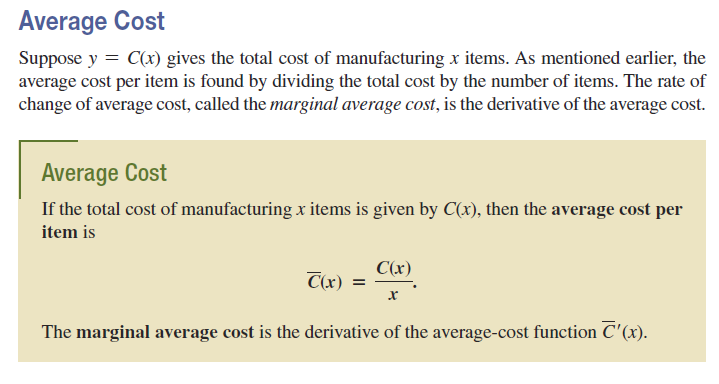 Average Cost
Suppose y = C(x) gives the total cost of manufacturing x items. As mentioned earlier, the
average cost per item is found by dividing the total cost by the number of items. The rate of
change of average cost, called the marginal average cost, is the derivative of the average cost.
Average Cost
If the total cost of manufacturing x items is given by C(x), then the average cost per
item is
C̅(x) = C(x)/x.
The marginal average cost is the derivative of the average-cost function C̅′(x).